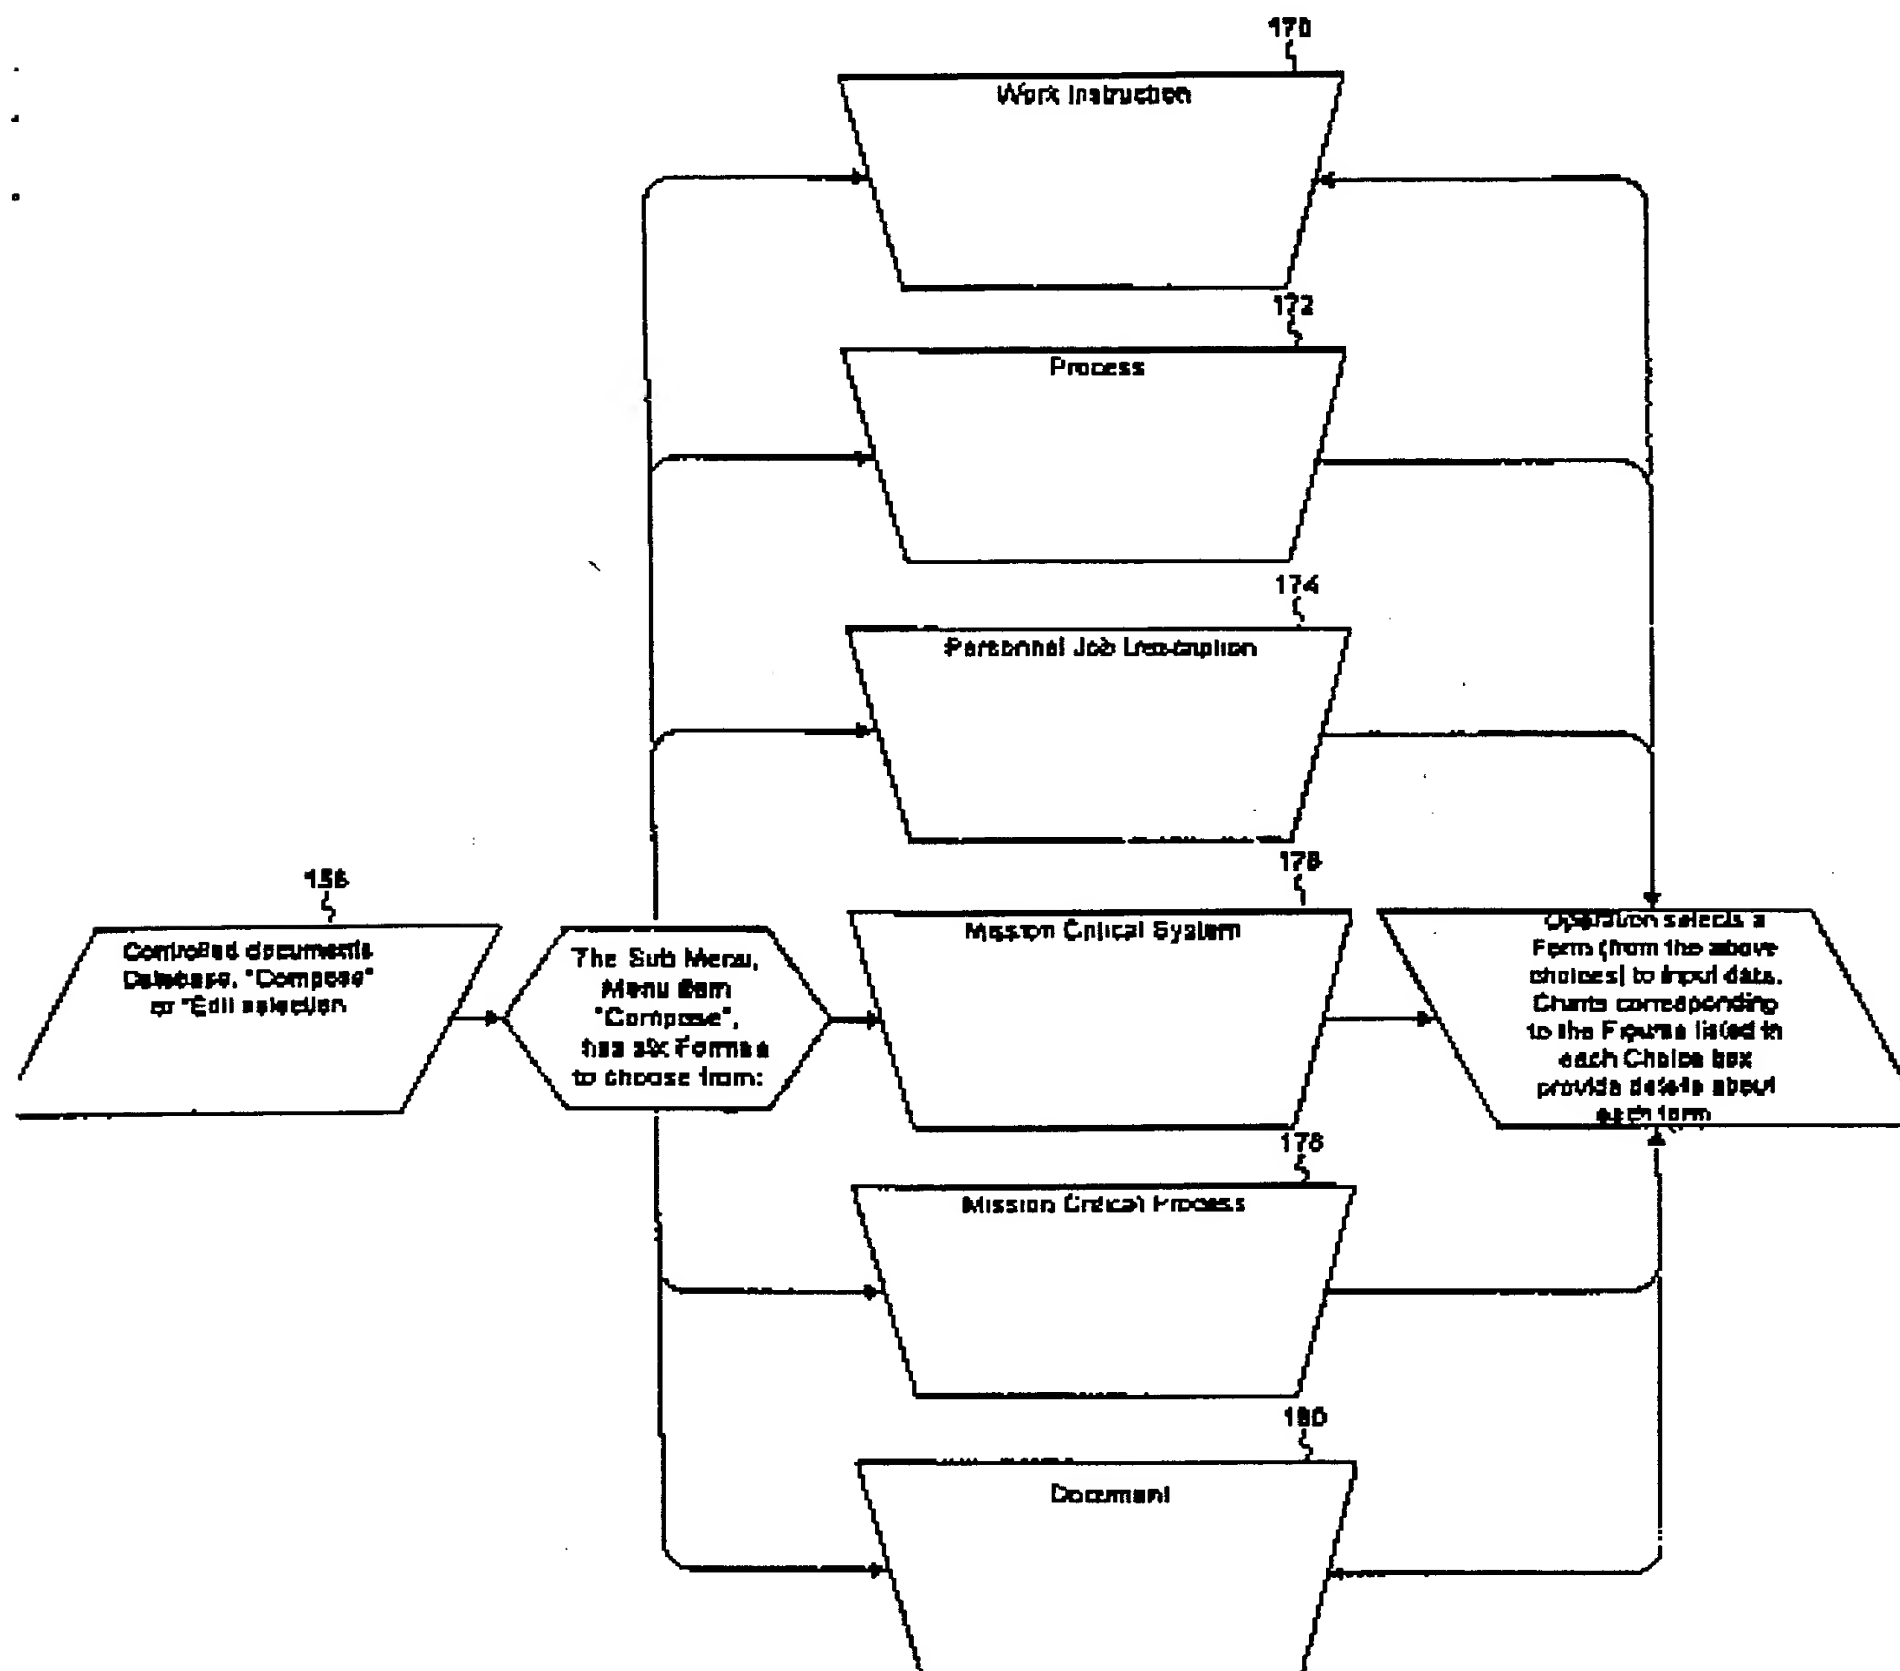 170
Work Instruction
172
Process
174
Personnel Job Description
156
Controlled documents
Database, "Compose"
or "Edit selection
The Sub Menu,
Menu Item
"Compose",
has six Formse
to choose from:
176
Mission Critical System
Operation selects a
Form (from the above
choices) to input data.
Charts corresponding
to the Figures listed in
each Choice box
provide details about
each form
178
Mission Critical Process
180
Document